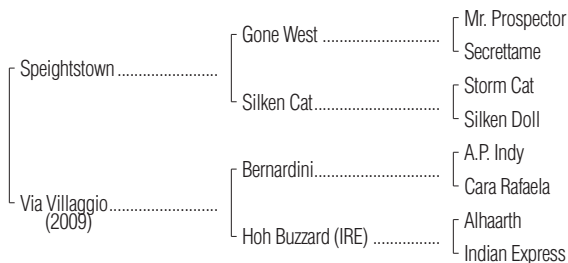 Mr. Prospector
Gone West
Secrettame
Speightstown
Storm Cat
Silken Cat
Silken Doll
A.P. Indy
Bernardini
Cara Rafaela
Via Villaggio
(2009)
Alhaarth
Hoh Buzzard (IRE)
Indian Express